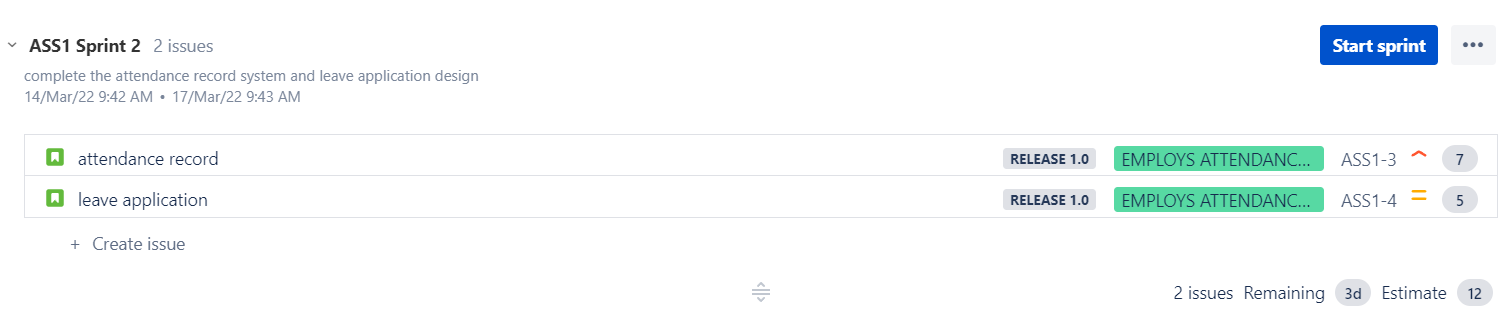 ASS1 Sprint 2 2 issues Start sprint
complete the attendance record system and leave application design
14/Mar/22 9:42 AM • 17/Mar/22 9:43 AM
attendance record RELEASE 1.0 EMPLOYS ATTENDANC... ASS1-3 7
leave application RELEASE 1.0 EMPLOYS ATTENDANC... ASS1-4 5
+ Create issue
2 issues Remaining 3d Estimate 12